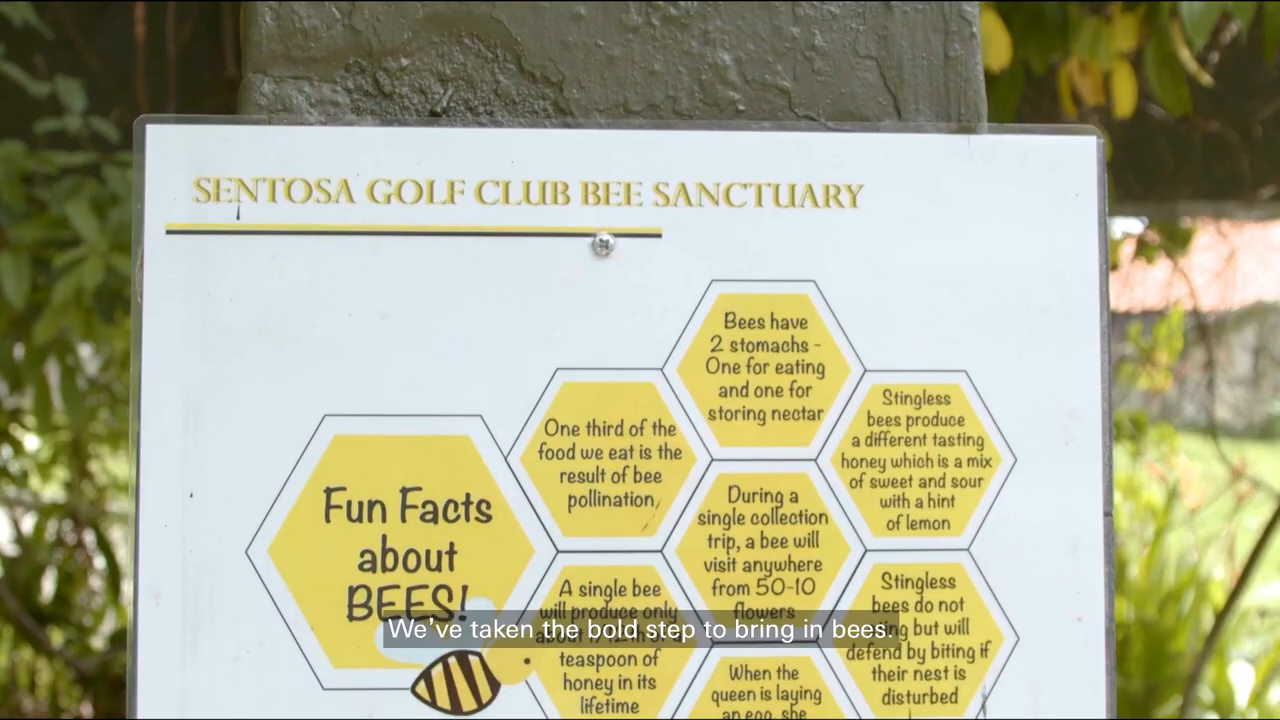 SENTOSA GOLF CLUB BEE SANCTUARY
Fun Facts
about
BEES!
One third of the
food we eat is the
result of bee
pollination
Bees have
2 stomachs -
One for eating
and one for
storing nectar
Stingless
bees produce
a different tasting
honey which is a mix
of sweet and sour
with a hint
of lemon
During a
single collection
trip, a bee will
visit anywhere
from 50-10
flowers
A single bee
will produce only
about
teaspoon of
honey in its
lifetime
Stingless
bees do not
but will
defend by biting if
their nest is
disturbed
When the
queen is laying
an egg, she
We've taken the bold step to bring in bees.